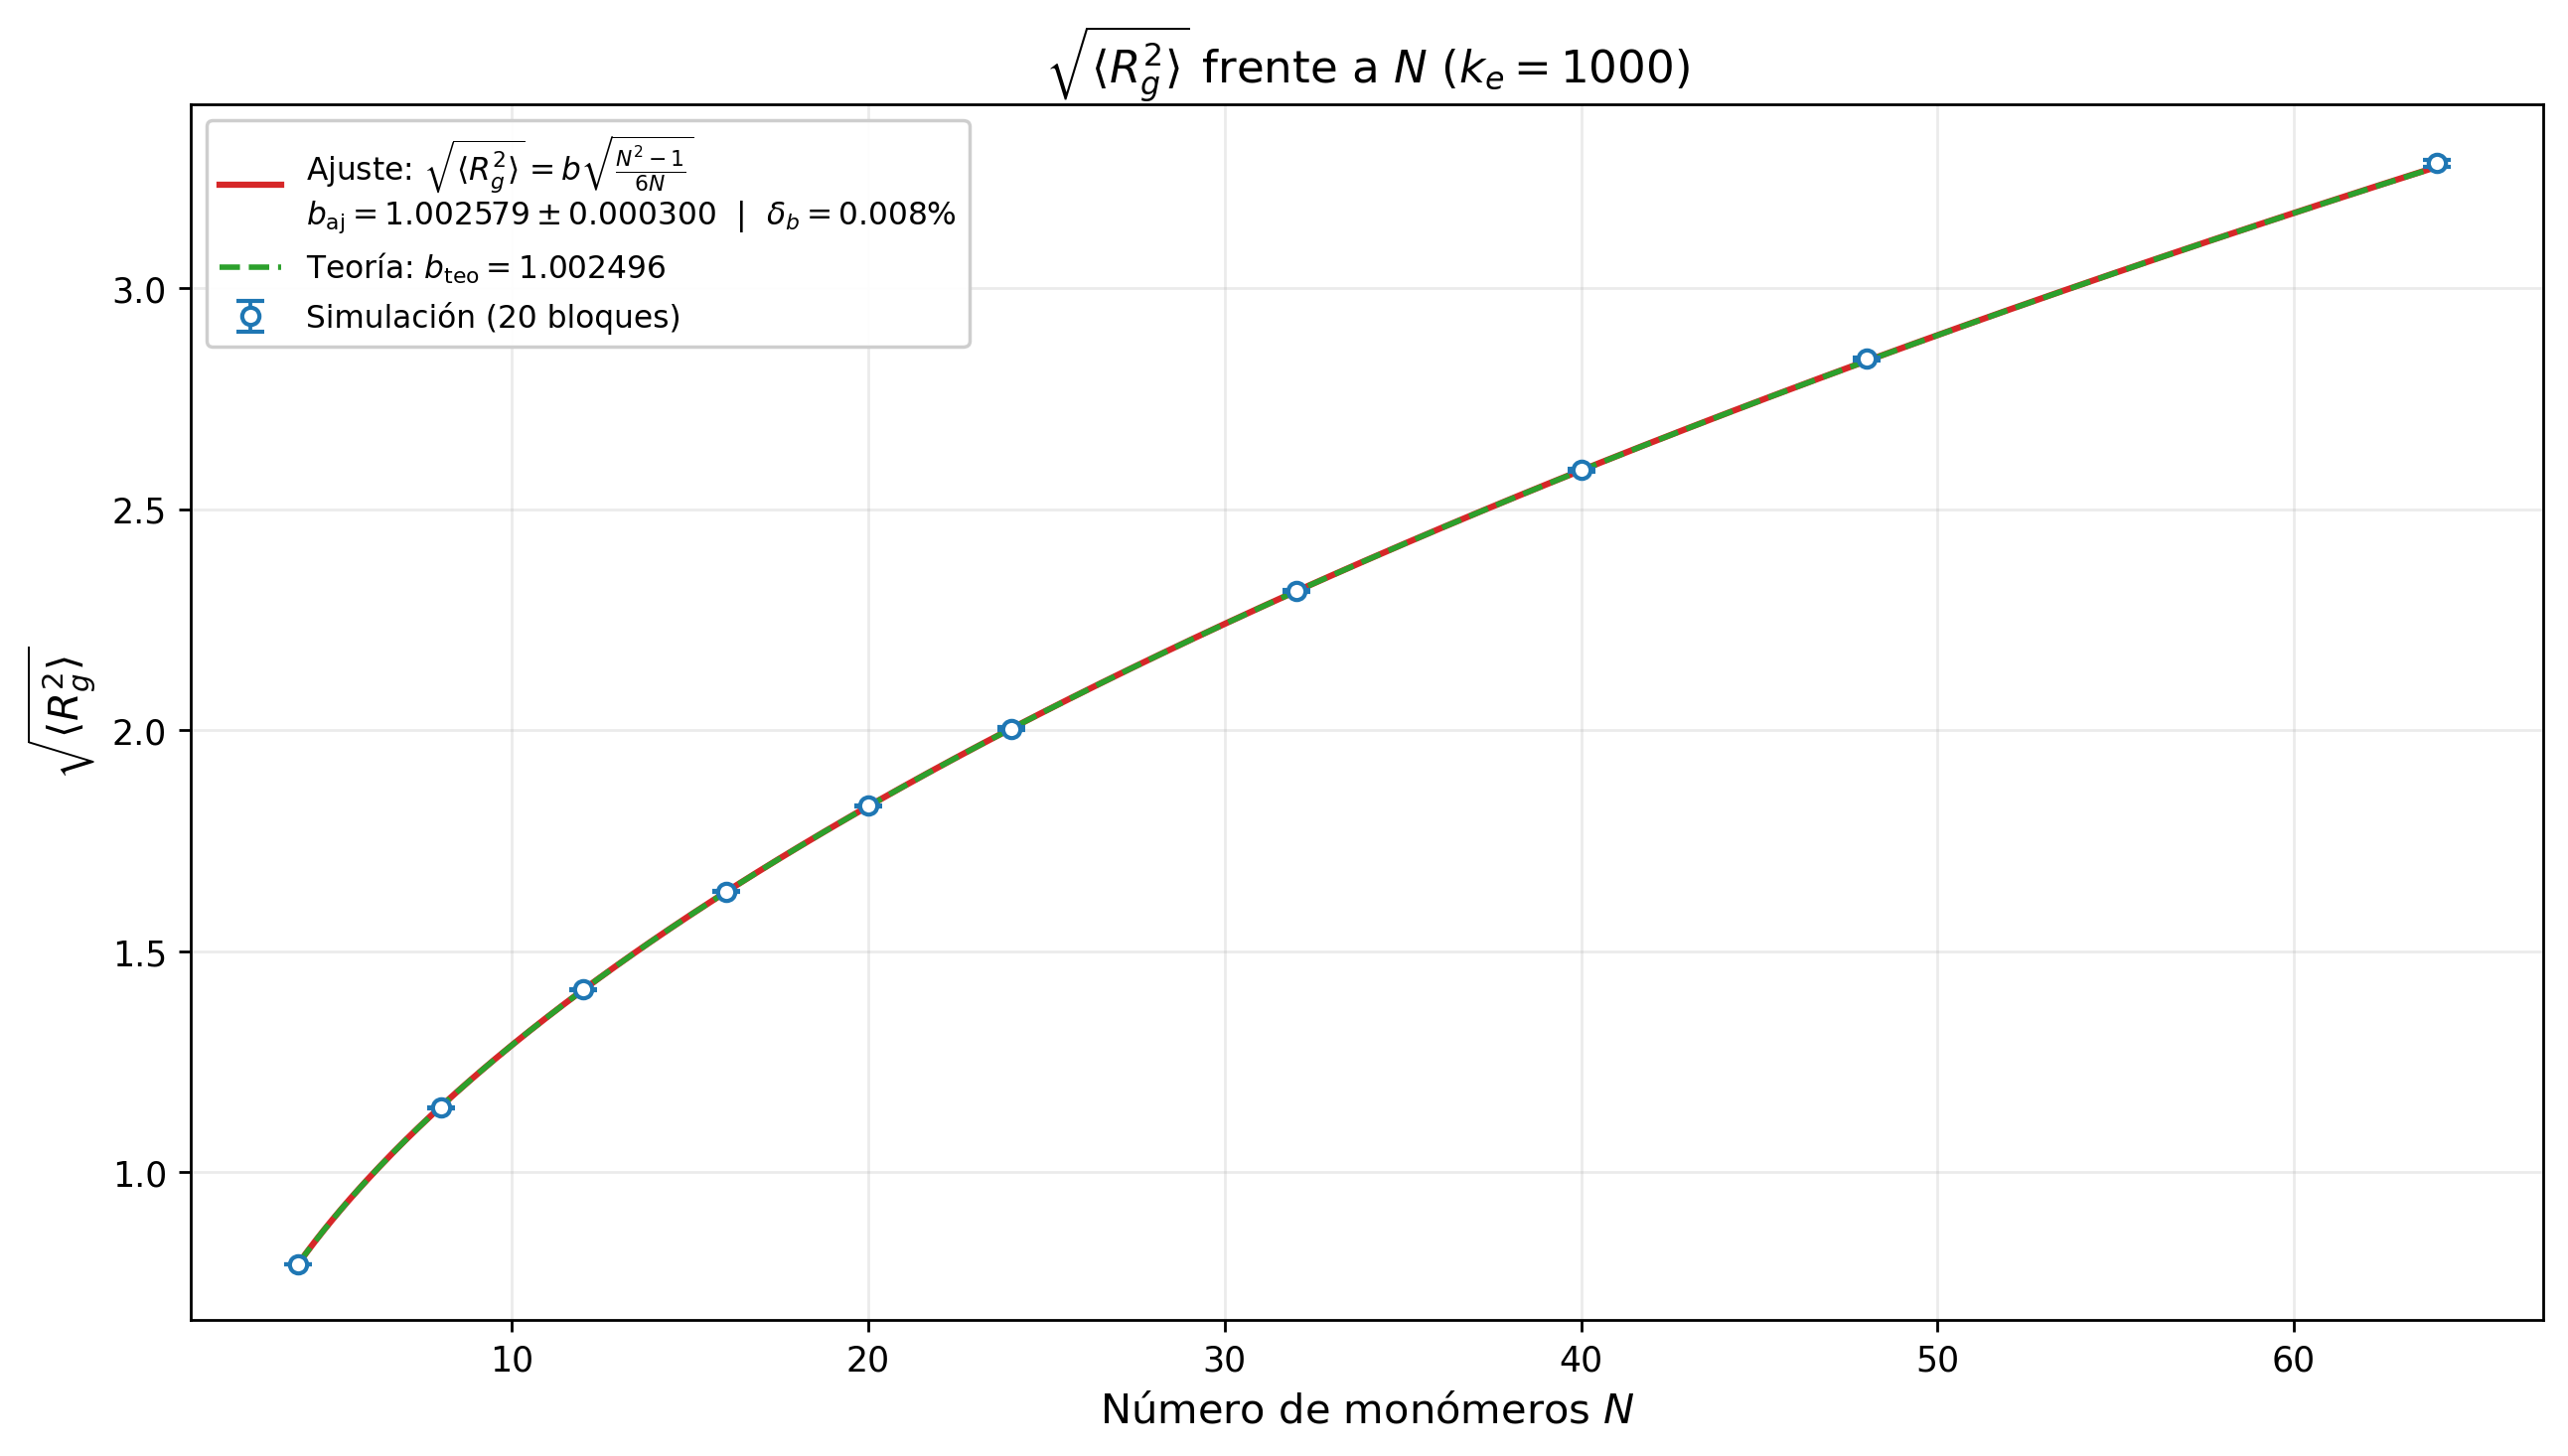 √⟨R_g^2⟩ frente a N (k_e = 1000)
Ajuste: √⟨R_g^2⟩ = b√((N^2 − 1)/(6N))
b_aj = 1.002579 ± 0.000300 | δ_b = 0.008%
Teoría: b_teo = 1.002496
Simulación (20 bloques)
√⟨R_g^2⟩
3.0
2.5
2.0
1.5
1.0
10 20 30 40 50 60
Número de monómeros N